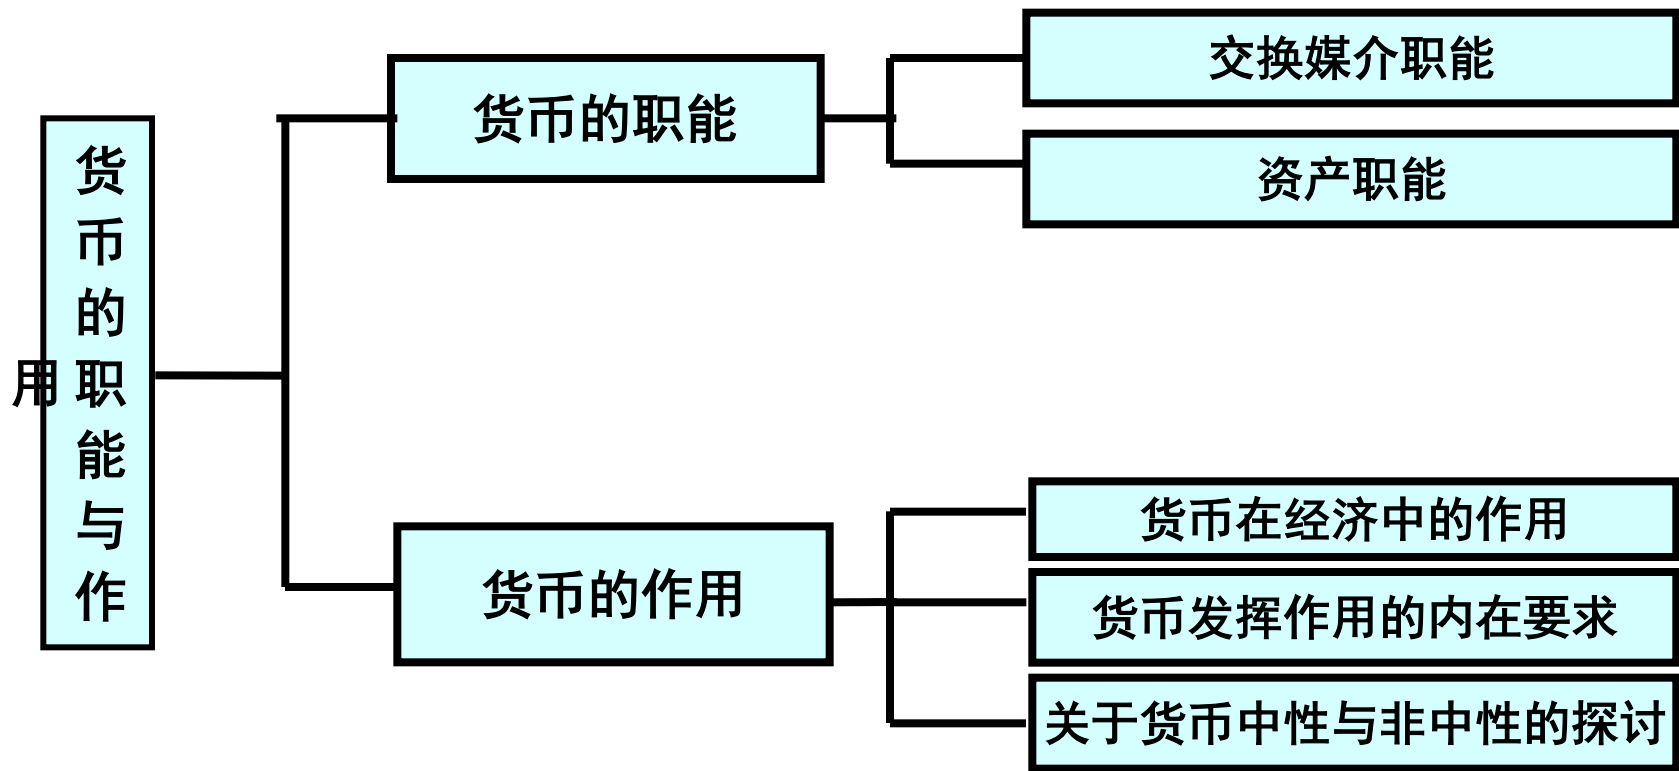 货币的职能与作用
货币的职能
交换媒介职能
资产职能
货币的作用
货币在经济中的作用
货币发挥作用的内在要求
关于货币中性与非中性的探讨